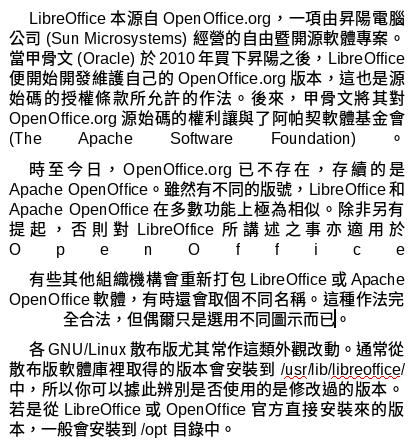 LibreOffice 本源自 OpenOffice.org，一項由昇陽電腦
公司 (Sun Microsystems) 經營的自由暨開源軟體專案。
當甲骨文 (Oracle) 於 2010 年買下昇陽之後，LibreOffice
便開始開發維護自己的 OpenOffice.org 版本，這也是源
始碼的授權條款所允許的作法。後來，甲骨文將其對
OpenOffice.org 源始碼的權利讓與了阿帕契軟體基金會
(The Apache Software Foundation) 。
時至今日，OpenOffice.org 已不存在，存續的是
Apache OpenOffice。雖然有不同的版號，LibreOffice 和
Apache OpenOffice 在多數功能上極為相似。除非另有
提起，否則對 LibreOffice 所講述之事亦適用於
OpenOffice
有些其他組織機構會重新打包 LibreOffice 或 Apache
OpenOffice 軟體，有時還會取個不同名稱。這種作法完
全合法，但偶爾只是選用不同圖示而已。
各 GNU/Linux 散布版尤其常作這類外觀改動。通常從
散布版軟體庫裡取得的版本會安裝到 /usr/lib/libreoffice/
中，所以你可以據此辨別是否使用的是修改過的版本。
若是從 LibreOffice 或 OpenOffice 官方直接安裝來的版
本，一般會安裝到 /opt 目錄中。